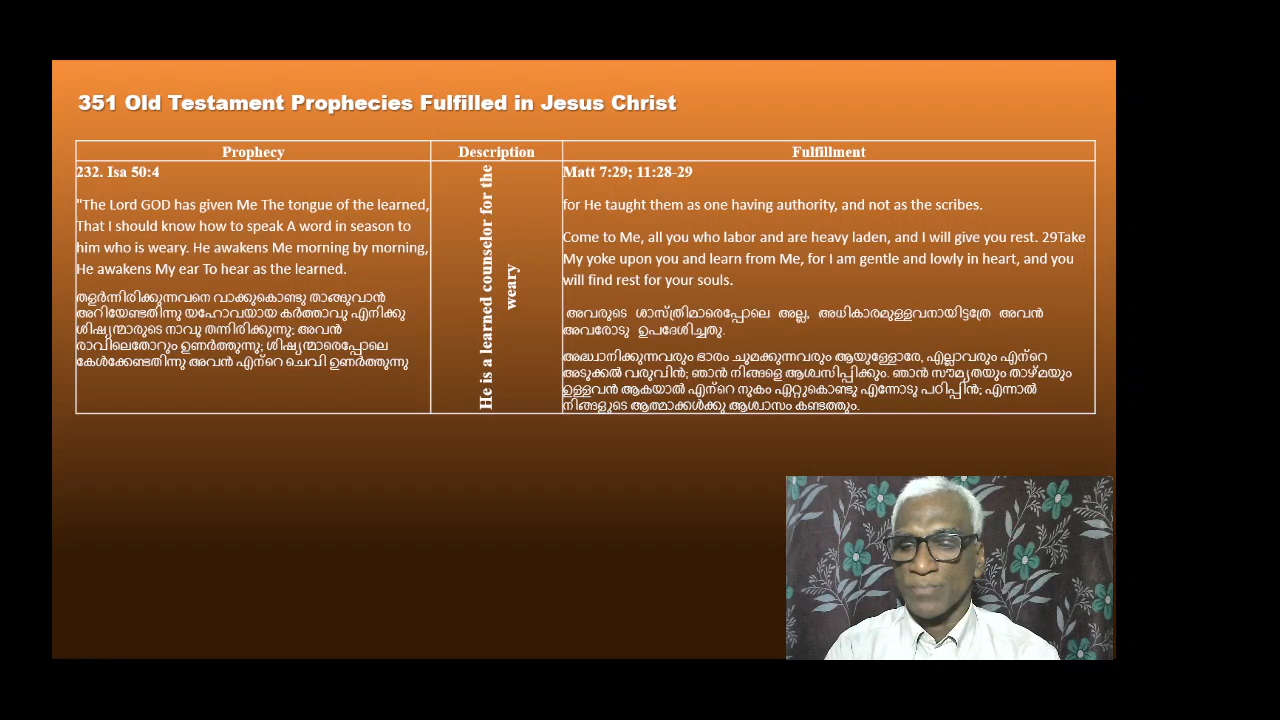 351 Old Testament Prophecies Fulfilled in Jesus Christ
Prophecy
Description
Fulfillment
232. Isa 50:4
"The Lord GOD has given Me The tongue of the learned,
That I should know how to speak A word in season to
him who is weary. He awakens Me morning by morning,
He awakens My ear To hear as the learned.
തളർന്നിരിക്കുന്നവനെ വാക്കുകൊണ്ടു താങ്ങുവാൻ
അറിയേണ്ടതിന്നു യഹോവയായ കർത്താവു എനിക്കു
ശിഷ്യന്മാരുടെ നാവു തന്നിരിക്കുന്നു; അവൻ
രാവിലെതോറും ഉണർത്തുന്നു; ശിഷ്യന്മാരെപ്പോലെ
കേൾക്കേണ്ടതിന്നു അവൻ എന്റെ ചെവി ഉണർത്തുന്നു
He is a learned counselor for the
weary
Matt 7:29; 11:28-29
for He taught them as one having authority, and not as the scribes.
Come to Me, all you who labor and are heavy laden, and I will give you rest. 29Take
My yoke upon you and learn from Me, for I am gentle and lowly in heart, and you
will find rest for your souls.
അവരുടെ ശാസ്ത്രിമാരെപ്പോലെ അല്ല, അധികാരമുള്ളവനായിട്ടത്രേ അവൻ
അവരോടു ഉപദേശിച്ചതു.
അദ്ധ്വാനിക്കുന്നവരും ഭാരം ചുമക്കുന്നവരും ആയുള്ളോരേ, എല്ലാവരും എന്റെ
അടുക്കൽ വരുവിൻ; ഞാൻ നിങ്ങളെ ആശ്വസിപ്പിക്കും. ഞാൻ സൗമ്യതയും താഴ്മയും
ഉള്ളവൻ ആകയാൽ എന്റെ നുകം ഏറ്റുകൊണ്ടു എന്നോടു പഠിപ്പിൻ; എന്നാൽ
നിങ്ങളുടെ ആത്മാക്കൾക്കു ആശ്വാസം കണ്ടത്തും.